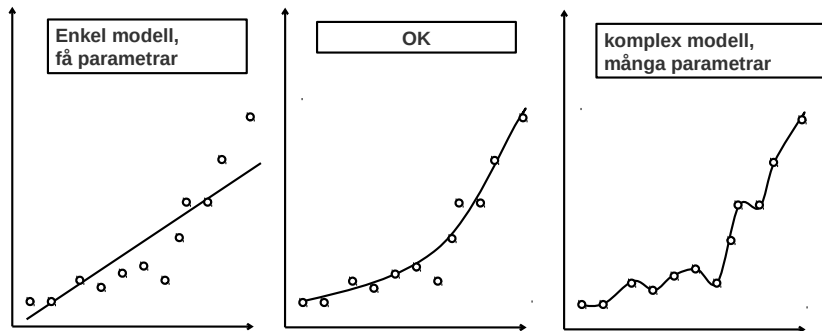 Enkel modell,
få parametrar
OK
komplex modell,
många parametrar